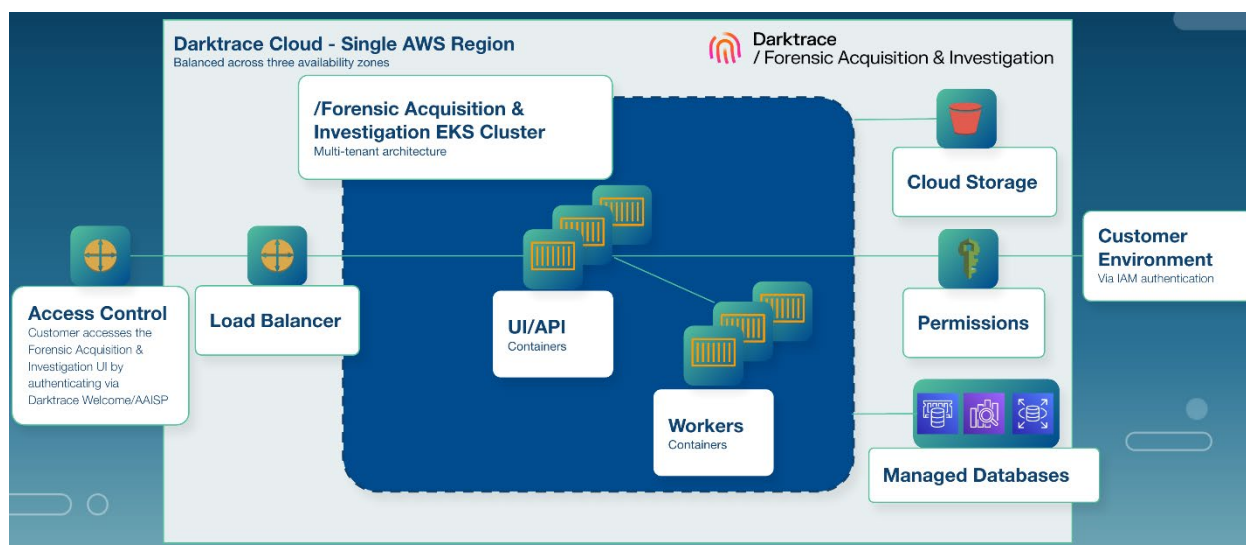 Darktrace Cloud - Single AWS Region
Balanced across three availability zones
Darktrace
/ Forensic Acquisition & Investigation
/Forensic Acquisition &
Investigation EKS Cluster
Multi-tenant architecture
Cloud Storage
Customer
Environment
Via IAM authentication
Access Control
Customer accesses the
Forensic Acquisition &
Investigation UI by
authenticating via
Darktrace Welcome/AAISP
Load Balancer
UI/API
Containers
Permissions
Workers
Containers
Managed Databases